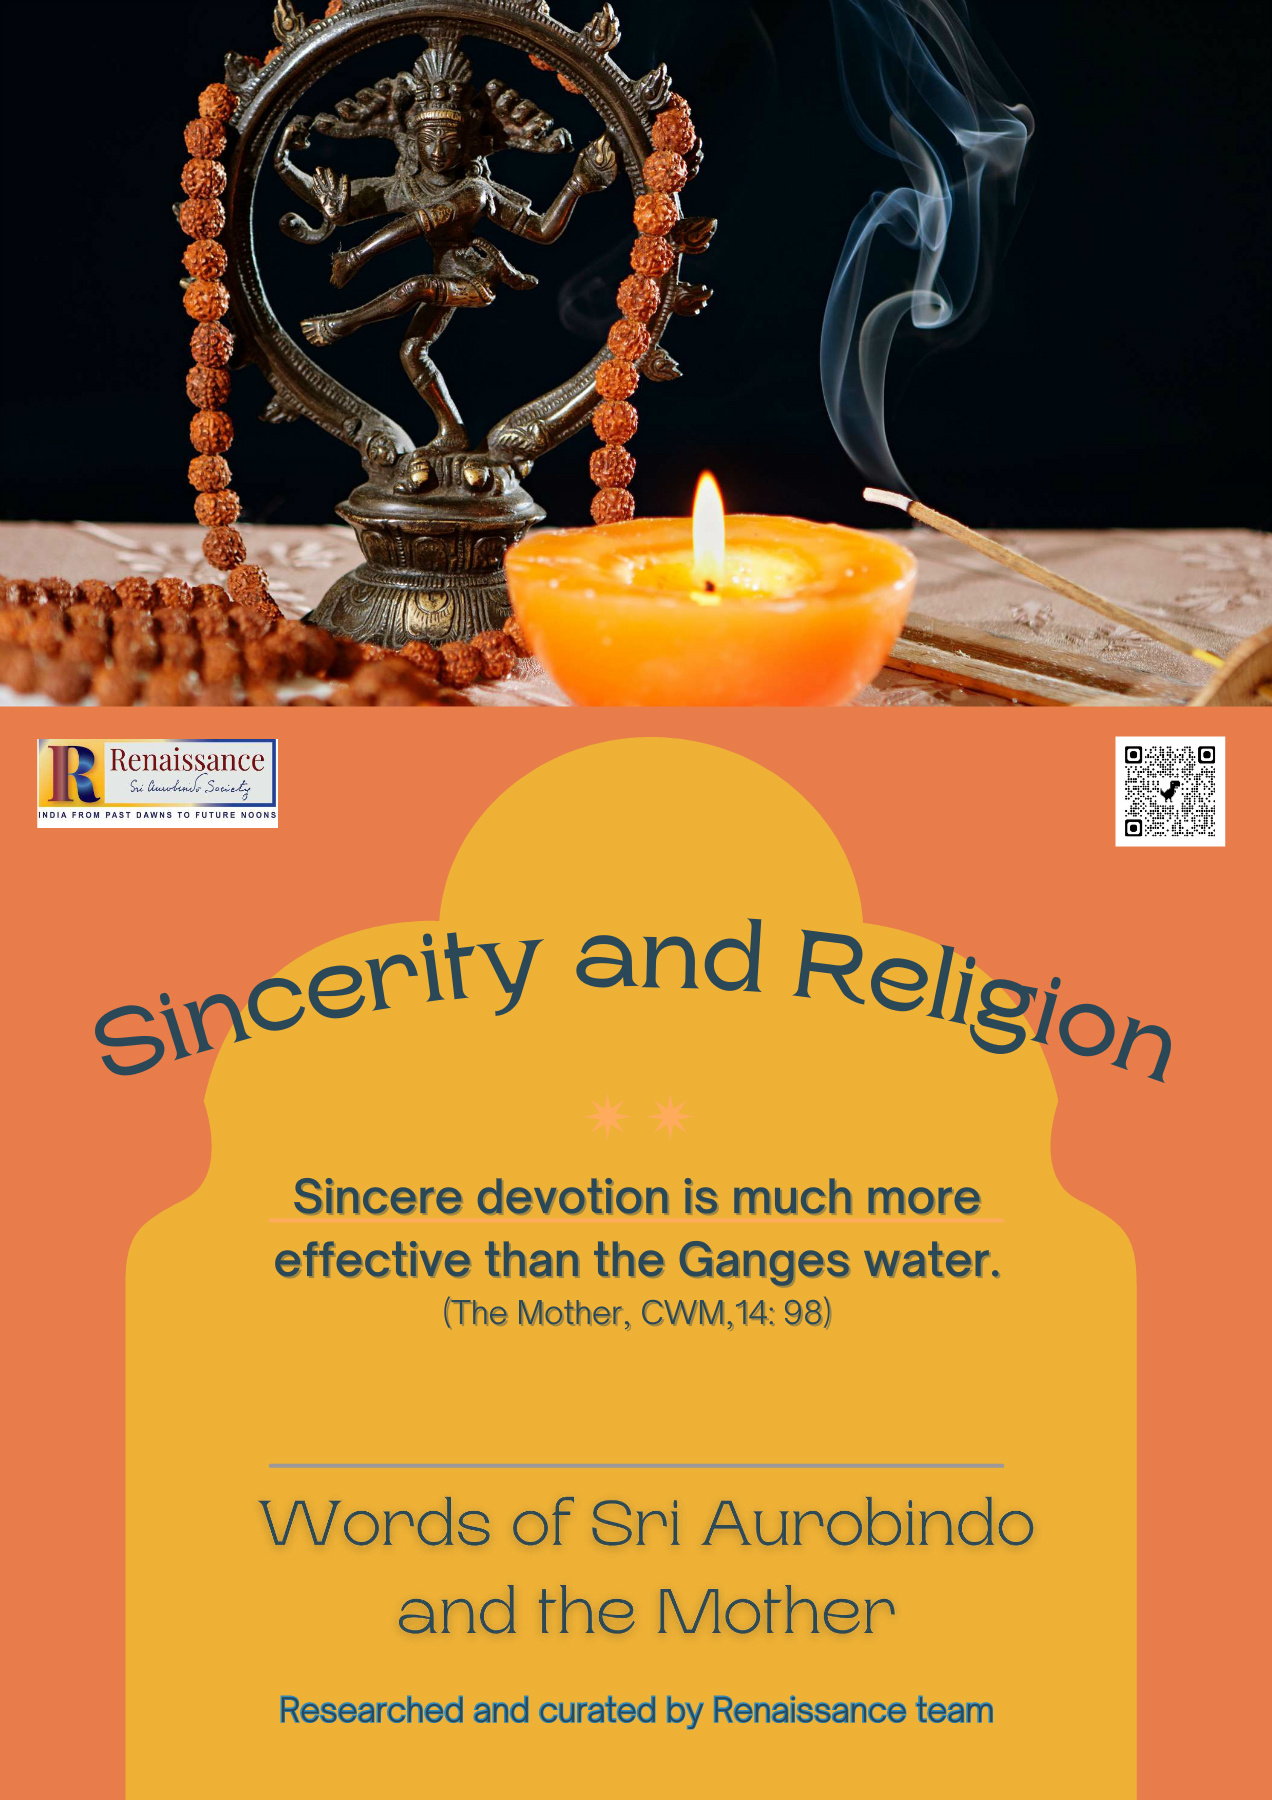 Renaissance
Sri Aurobindo Society
INDIA FROM PAST DAWNS TO FUTURE NOONS
Sincerity and Religion
Sincere devotion is much more
effective than the Ganges water.
(The Mother, CWM,14: 98)
Words of Sri Aurobindo
and the Mother
Researched and curated by Renaissance team